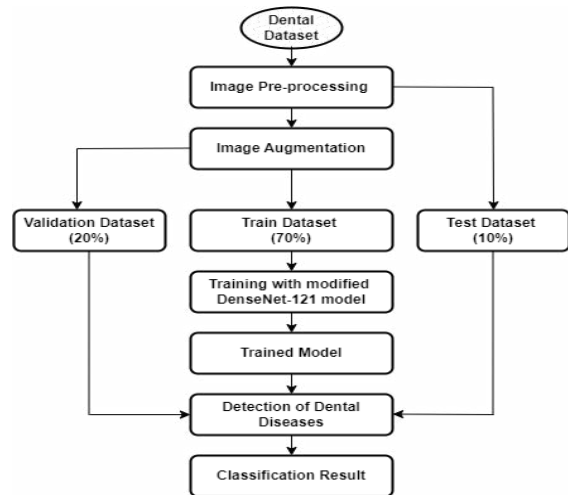 Dental
Dataset
Image Pre-processing
Image Augmentation
Validation Dataset
(20%)
Train Dataset
(70%)
Test Dataset
(10%)
Training with modified
DenseNet-121 model
Trained Model
Detection of Dental
Diseases
Classification Result